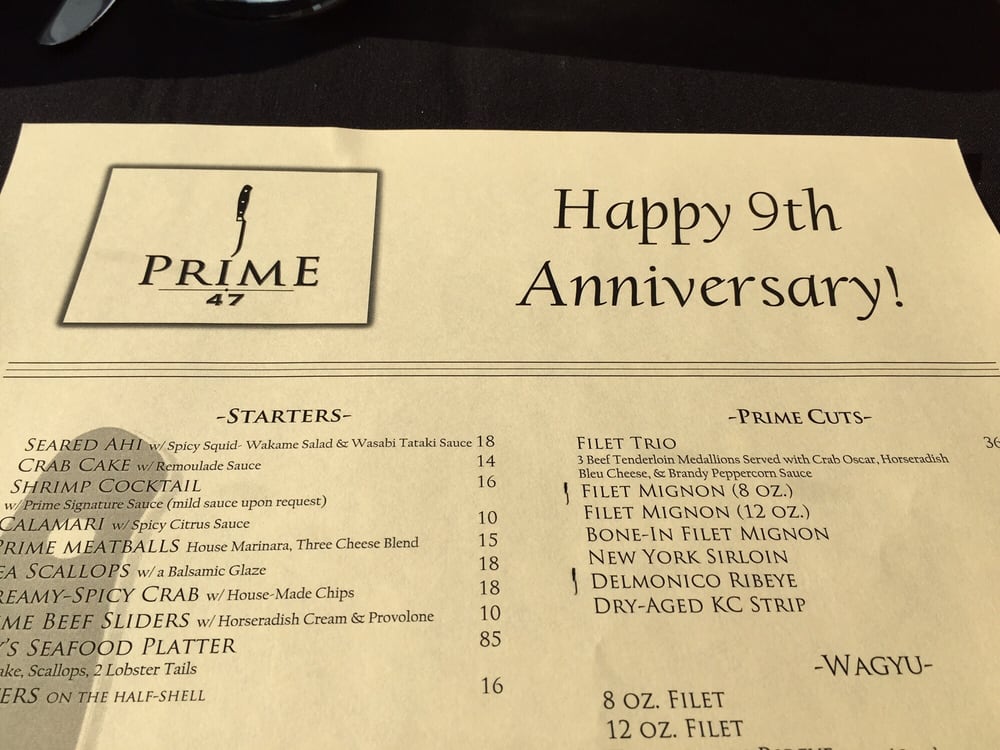 PRIME
47
Happy 9th
Anniversary!
-STARTERS-
SEARED AHI w/ Spicy Squid- Wakame Salad & Wasabi Tataki Sauce 18
CRAB CAKE w/ Remoulade Sauce 14
SHRIMP COCKTAIL 16
w/ Prime Signature Sauce (mild sauce upon request)
CALAMARI w/ Spicy Citrus Sauce 10
PRIME MEATBALLS House Marinara, Three Cheese Blend 15
EA SCALLOPS w/ a Balsamic Glaze 18
REAMY-SPICY CRAB w/ House-Made Chips 18
ME BEEF SLIDERS w/ Horseradish Cream & Provolone 10
Y'S SEAFOOD PLATTER 85
ake, Scallops, 2 Lobster Tails
ERS ON THE HALF-SHELL 16
-PRIME CUTS-
FILET TRIO 36
3 Beef Tenderloin Medallions Served with Crab Oscar, Horseradish
Bleu Cheese, & Brandy Peppercorn Sauce
FILET MIGNON (8 OZ.)
FILET MIGNON (12 OZ.)
BONE-IN FILET MIGNON
NEW YORK SIRLOIN
DELMONICO RIBEYE
DRY-AGED KC STRIP
-WAGYU-
8 OZ. FILET
12 OZ. FILET